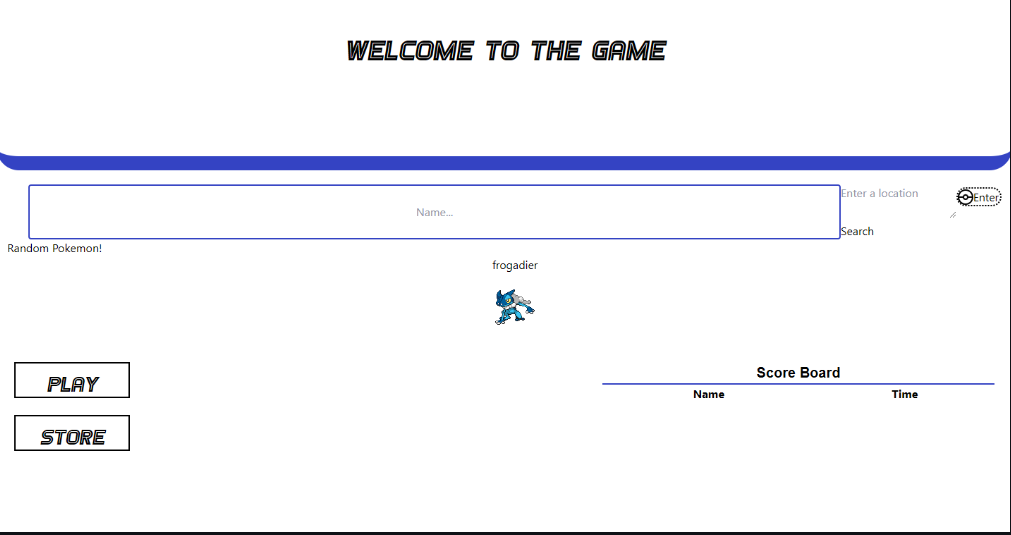 WELCOME TO THE GAME
Name...
Enter a location
Enter
Search
Random Pokemon!
frogadier
PLAY
STORE
Score Board
Name Time